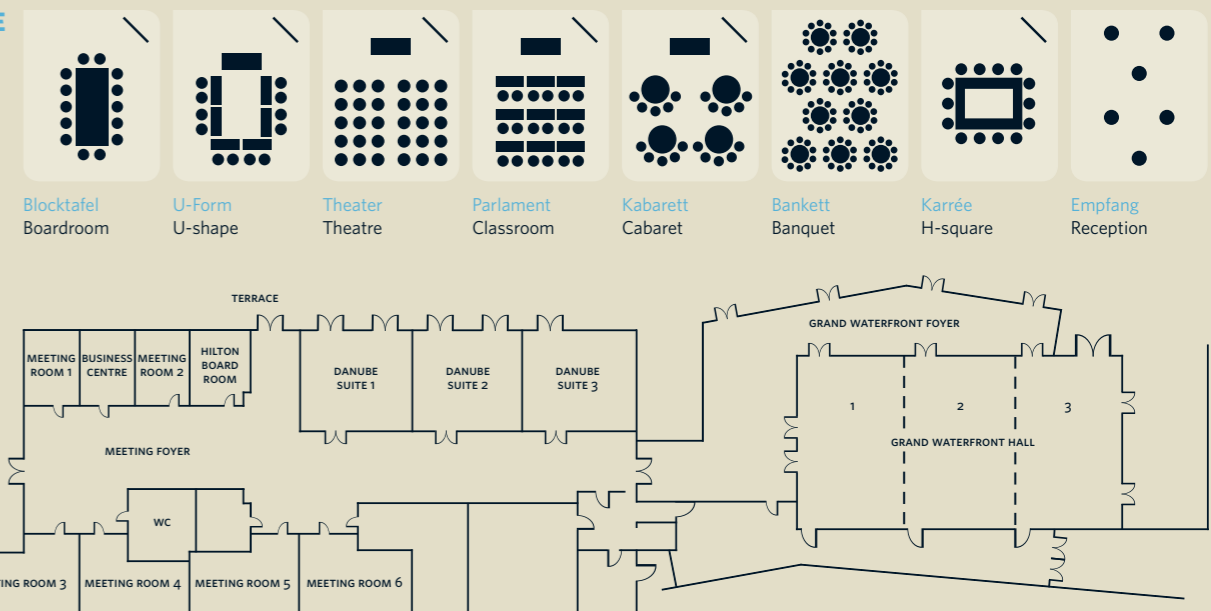 E
Blocktafel
Boardroom
U-Form
U-shape
Theater
Theatre
Parlament
Classroom
Kabarett
Cabaret
Bankett
Banquet
Karrée
H-square
Empfang
Reception
TERRACE
GRAND WATERFRONT FOYER
MEETING
ROOM 1
BUSINESS
CENTRE
MEETING
ROOM 2
HILTON
BOARD
ROOM
DANUBE
SUITE 1
DANUBE
SUITE 2
DANUBE
SUITE 3
1
2
3
GRAND WATERFRONT HALL
MEETING FOYER
WC
ING ROOM 3
MEETING ROOM 4
MEETING ROOM 5
MEETING ROOM 6